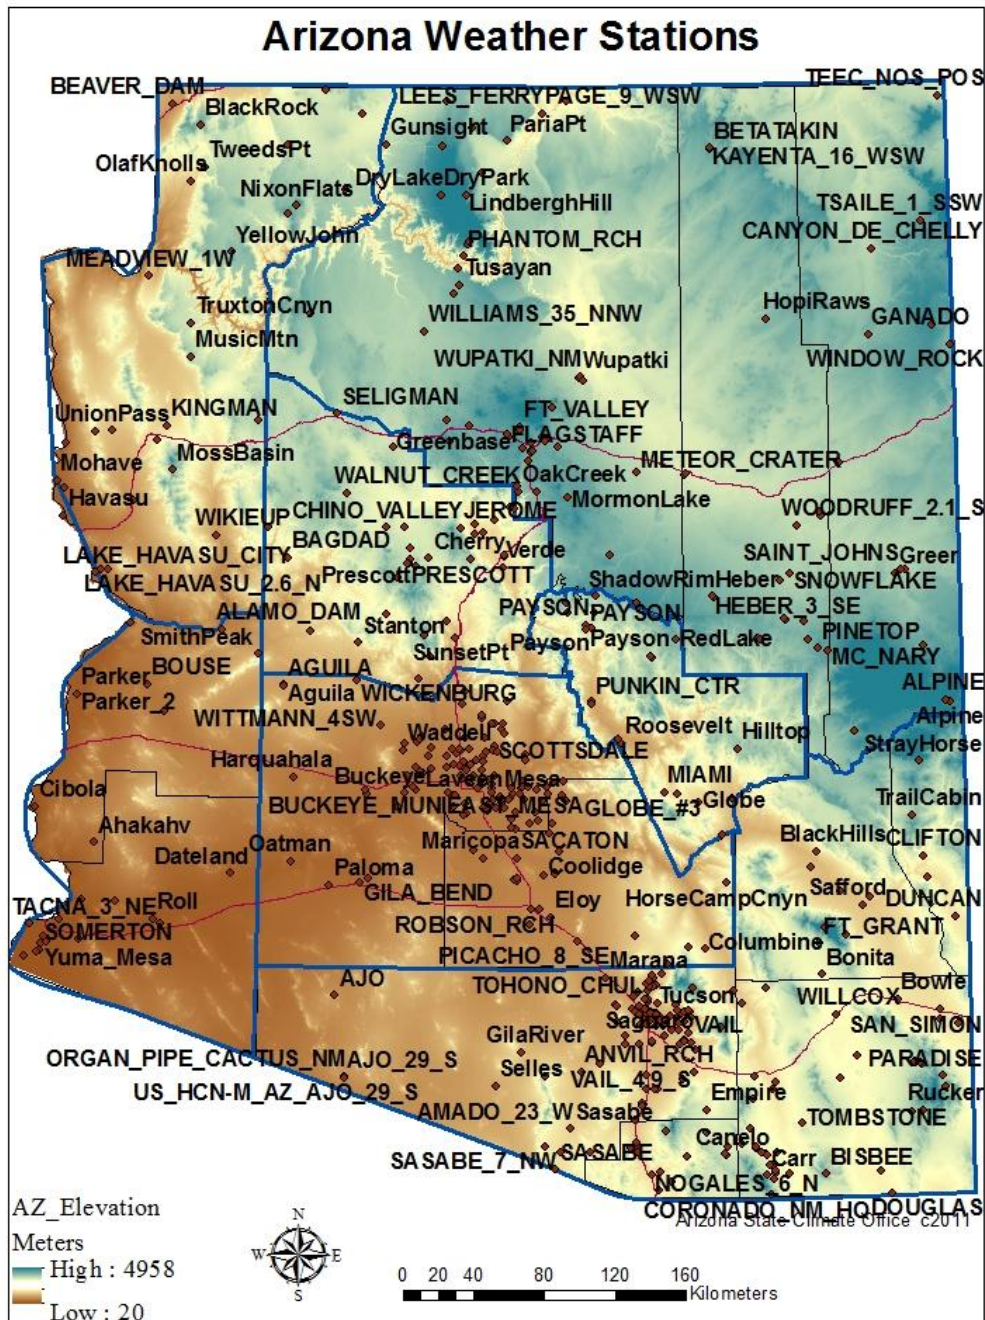 Arizona Weather Stations
TEEC_NOS_POS
BEAVER_DAM
LEES_FERRYPAGE_9_WSW
BlackRock
Gunsight
PariaPt
BETATAKIN
TweedsPt
KAYENTA_16_WSW
OlafKnolls
DryLakeDryPark
NixonFlats
LindberghHill
TSAILE_1_SSW
CANYON_DE_CHELLY
YellowJohn
PHANTOM_RCH
MEADVIEW_1W
Tusayan
TruxtonCnyn
WILLIAMS_35_NNW
HopiRaws
GANADO
MusicMtn
WUPATKI_NMWupatki
WINDOW_ROCK
SELIGMAN
UnionPass KINGMAN
FT_VALLEY
Greenbase
FLAGSTAFF
Mohave
MossBasin
METEOR_CRATER
WALNUT_CREEK
OakCreek
Havasu
MormonLake
WIKIEUP
CHINO_VALLEYJEROME
WOODRUFF_2.1_S
BAGDAD
Cherry
Verde
LAKE_HAVASU_CITY
SAINT_JOHNS
Greer
LAKE_HAVASU_2.6_N
PrescottPRESCOTT
ShadowRim
Heber
SNOWFLAKE
ALAMO_DAM
PAYSON
PAYSON
HEBER_3_SE
SmithPeak
Stanton
SunsetPt
Payson
Payson
RedLake
PINETOP
MC_NARY
Parker
BOUSE
AGUILA
Parker_2
Aguila
WICKENBURG
PUNKIN_CTR
ALPINE
WITTMANN_4SW
Waddell
Roosevelt
Hilltop
Alpine
Harquahala
SCOTTSDALE
StrayHorse
Cibola
Buckeye
Laveen
Mesa
MIAMI
BUCKEYE_MUNI
EAST_MESA
GLOBE_#3
Globe
TrailCabin
Ahakahv
Oatman
Maricopa
SACATON
BlackHills
CLIFTON
Dateland
Paloma
Coolidge
TACNA_3_NE
Roll
GILA_BEND
Eloy
HorseCampCnyn
Safford
DUNCAN
SOMERTON
ROBSON_RCH
FT_GRANT
Yuma_Mesa
PICACHO_8_SE
Marana
Columbine
Bonita
AJO
TOHONO_CHUL
Tucson
WILLCOX
Bowie
GilaRiver
Saguaro
VAIL
SAN_SIMON
ORGAN_PIPE_CACTUS_NM
AJO_29_S
Selles
ANVIL_RCH
PARADISE
US_HCN-M_AZ_AJO_29_S
VAIL_4.9_S
Empire
Rucker
AMADO_23_W
Sasabe
TOMBSTONE
SASABE_7_NW
SASABE
Canelo
Carr
BISBEE
NOGALES_6_N
CORONADO_NM_HQ
DOUGLAS
Arizona State Climate Office c2011
AZ_Elevation
Meters
High : 4958
Low : 20
N
W
E
S
0 20 40 80 120 160
Kilometers